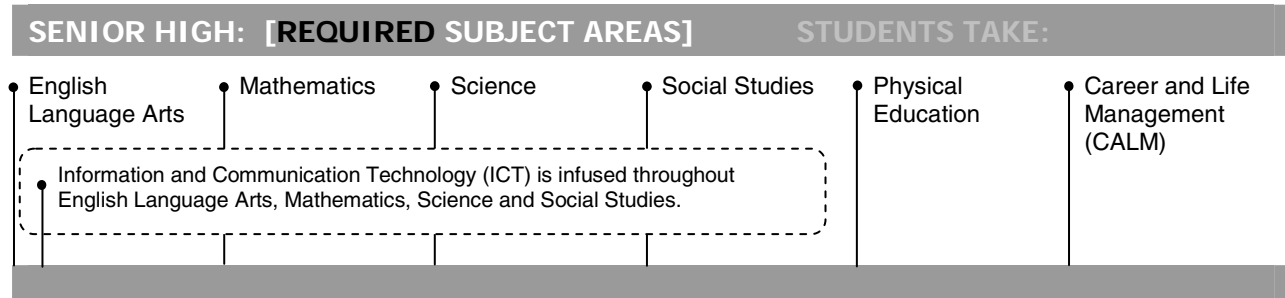 SENIOR HIGH: [REQUIRED SUBJECT AREAS] STUDENTS TAKE:
English
Language Arts
Mathematics
Science
Social Studies
Physical
Education
Career and Life
Management
(CALM)
Information and Communication Technology (ICT) is infused throughout
English Language Arts, Mathematics, Science and Social Studies.